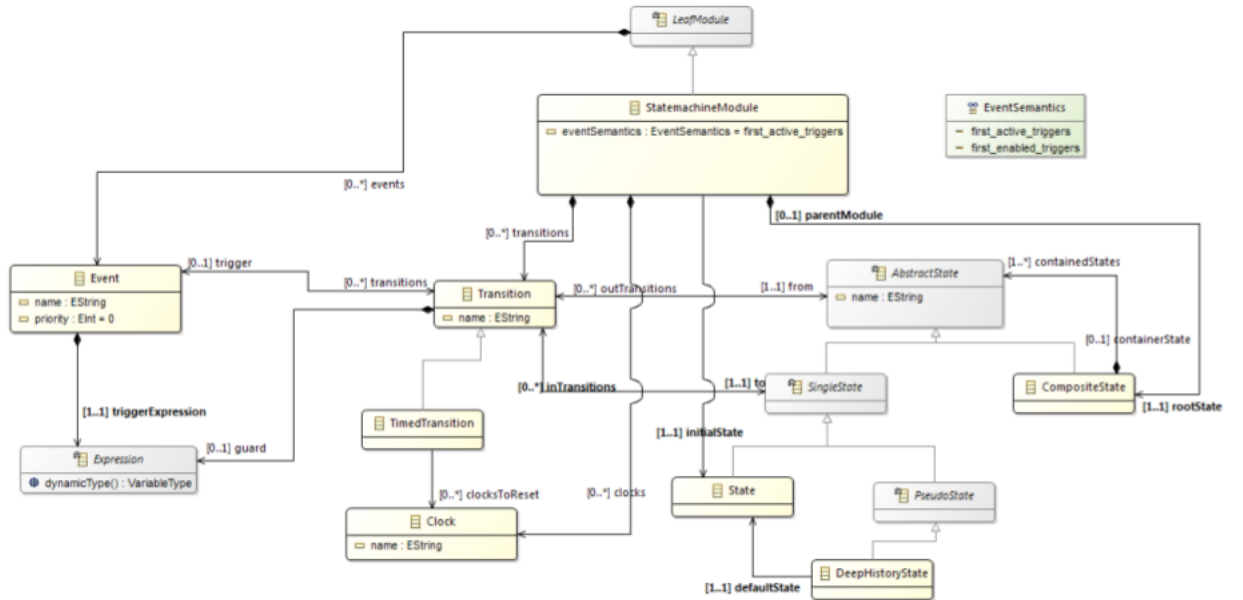 LeafModule
StatemachineModule
eventSemantics : EventSemantics = first_active_triggers
EventSemantics
first_active_triggers
first_enabled_triggers
[0..*] events
[0..1] parentModule
[0..*] transitions
[0..1] trigger
Event
name : EString
priority : EInt = 0
[0..*] transitions
Transition
name : EString
[0..*] outTransitions
[1..1] from
AbstractState
name : EString
[1..*] containedStates
[0..1] containerState
[0..*] inTransitions
[1..1] to
SingleState
CompositeState
[1..1] rootState
[1..1] triggerExpression
TimedTransition
[1..1] initialState
Expression
dynamicType() : VariableType
[0..1] guard
[0..*] clocksToReset
[0..*] clocks
State
PseudoState
Clock
name : EString
DeepHistoryState
[1..1] defaultState